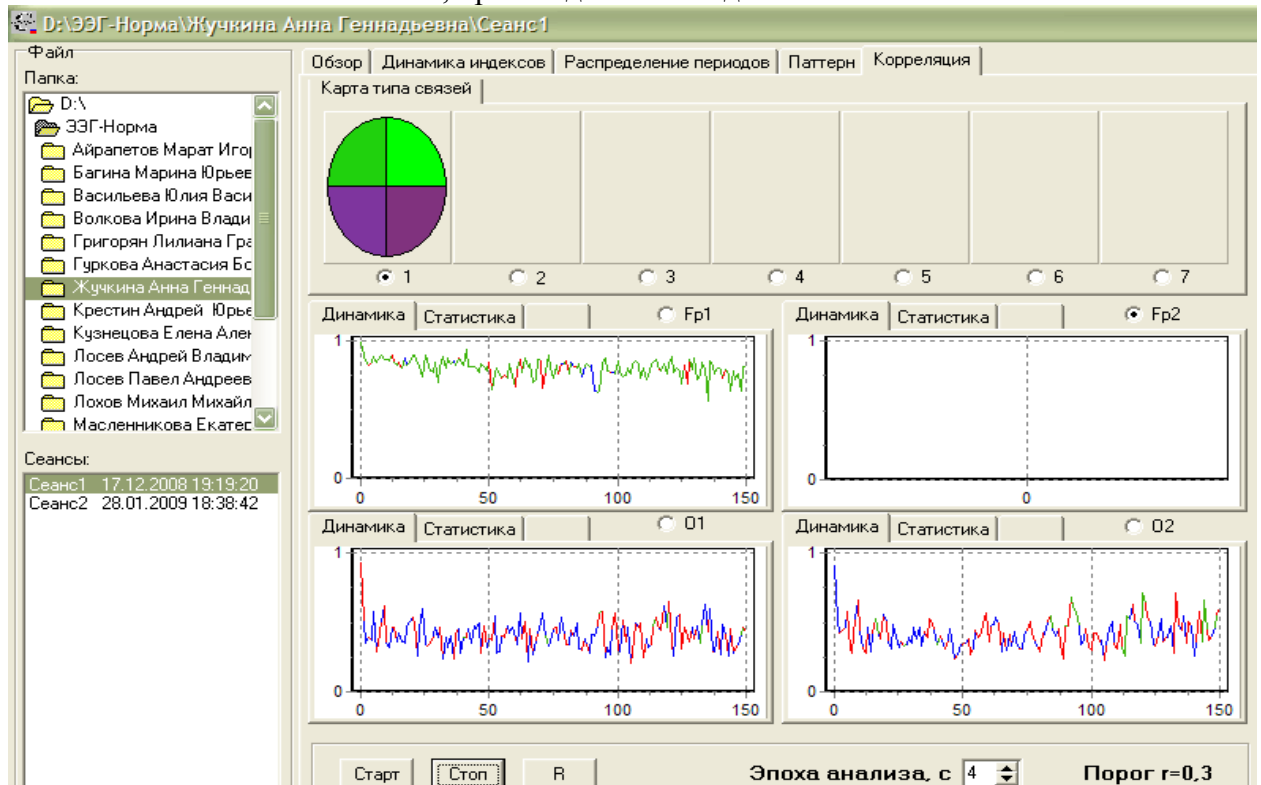 D:\ЭЭГ-Норма\Жучкина Анна Геннадьевна\Сеанс1
Файл
Папка:
D:\
ЭЭГ-Норма
Айрапетов Марат Иго
Багина Марина Юрьев
Васильева Юлия Васи
Волкова Ирина Влади
Григорян Лилиана Гра
Гуркова Анастасия Бо
Жучкина Анна Геннад
Крестин Андрей Юрье
Кузнецова Елена Алек
Лосев Андрей Владим
Лосев Павел Андреев
Лохов Михаил Михайл
Масленникова Екатер
Сеансы:
Сеанс1 17.12.2008 19:19:20
Сеанс2 28.01.2009 18:38:42
Обзор Динамика индексов Распределение периодов Паттерн Корреляция
Карта типа связей
1 2 3 4 5 6 7
Динамика Статистика Fp1
1
0
0 50 100 150
Динамика Статистика Fp2
1
0
0
Динамика Статистика O1
1
0
0 50 100 150
Динамика Статистика O2
1
0
0 50 100 150
Старт Стоп R Эпоха анализа, с 4 Порог r=0,3